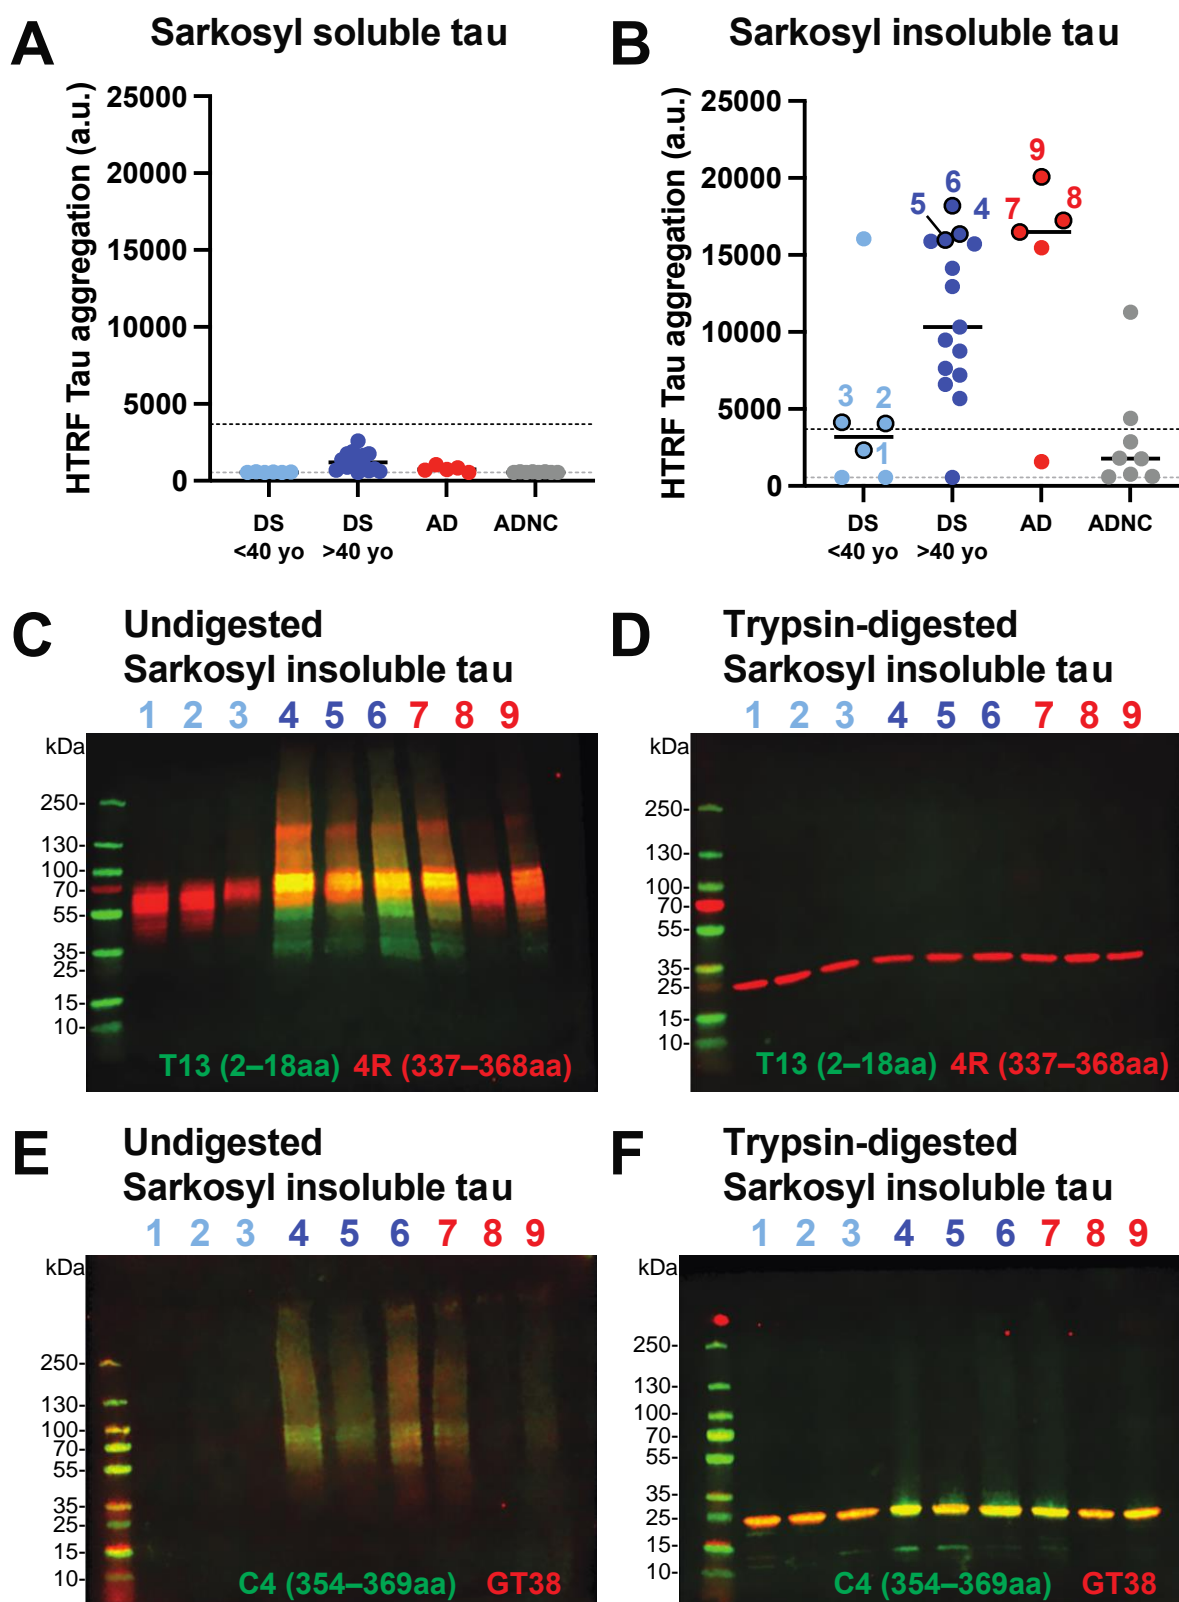 A
Sarkosyl soluble tau
HTRF Tau aggregation (a.u.)
25000
20000
15000
10000
5000
0
DS
<40 yo
DS
>40 yo
AD
ADNC
B
Sarkosyl insoluble tau
HTRF Tau aggregation (a.u.)
25000
20000
15000
10000
5000
0
3
2
1
5
6
4
7
9
8
DS
<40 yo
DS
>40 yo
AD
ADNC
C
Undigested
Sarkosyl insoluble tau
1 2 3 4 5 6 7 8 9
kDa
250-
130-
100-
70-
55-
35-
25-
15-
10-
T13 (2–18aa) 4R (337–368aa)
D
Trypsin-digested
Sarkosyl insoluble tau
1 2 3 4 5 6 7 8 9
kDa
250-
130-
100-
70-
55-
35-
25-
15-
10-
T13 (2–18aa) 4R (337–368aa)
E
Undigested
Sarkosyl insoluble tau
1 2 3 4 5 6 7 8 9
kDa
250-
130-
100-
70-
55-
35-
25-
15-
10-
C4 (354–369aa) GT38
F
Trypsin-digested
Sarkosyl insoluble tau
1 2 3 4 5 6 7 8 9
kDa
250-
130-
100-
70-
55-
35-
25-
15-
10-
C4 (354–369aa) GT38